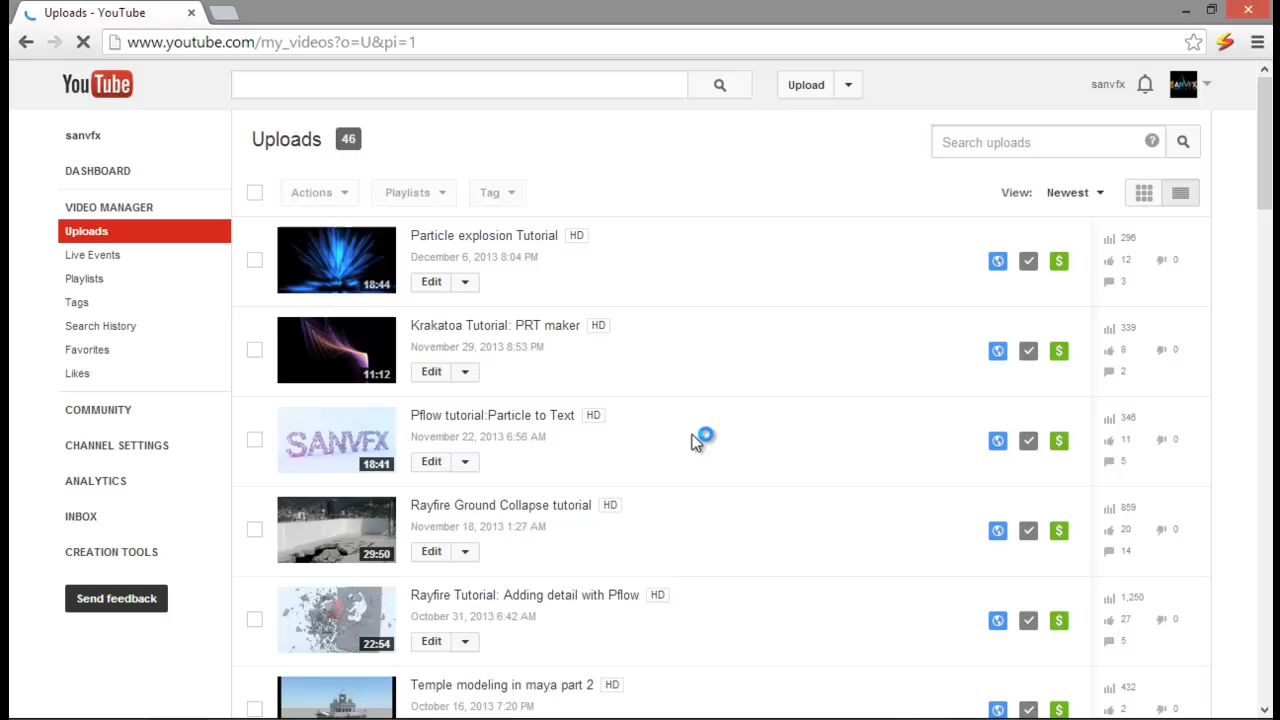 Uploads - YouTube
www.youtube.com/my_videos?o=U&pi=1
YouTube
Upload
sanvfx
sanvfx
DASHBOARD
VIDEO MANAGER
Uploads
Live Events
Playlists
Tags
Search History
Favorites
Likes
COMMUNITY
CHANNEL SETTINGS
ANALYTICS
INBOX
CREATION TOOLS
Send feedback
Uploads 46
Search uploads ?
Actions Playlists Tag
View: Newest
18:44
Particle explosion Tutorial HD
December 6, 2013 8:04 PM
Edit
$
296
12 0
3
11:12
Krakatoa Tutorial: PRT maker HD
November 29, 2013 8:53 PM
Edit
$
339
8 0
2
SANVFX
18:41
Pflow tutorial:Particle to Text HD
November 22, 2013 6:56 AM
Edit
$
346
11 0
5
29:50
Rayfire Ground Collapse tutorial HD
November 18, 2013 1:27 AM
Edit
$
859
20 0
14
22:54
Rayfire Tutorial: Adding detail with Pflow HD
October 31, 2013 6:42 AM
Edit
$
1,250
27 0
5
Temple modeling in maya part 2 HD
October 16, 2013 7:20 PM
$
432
2 0